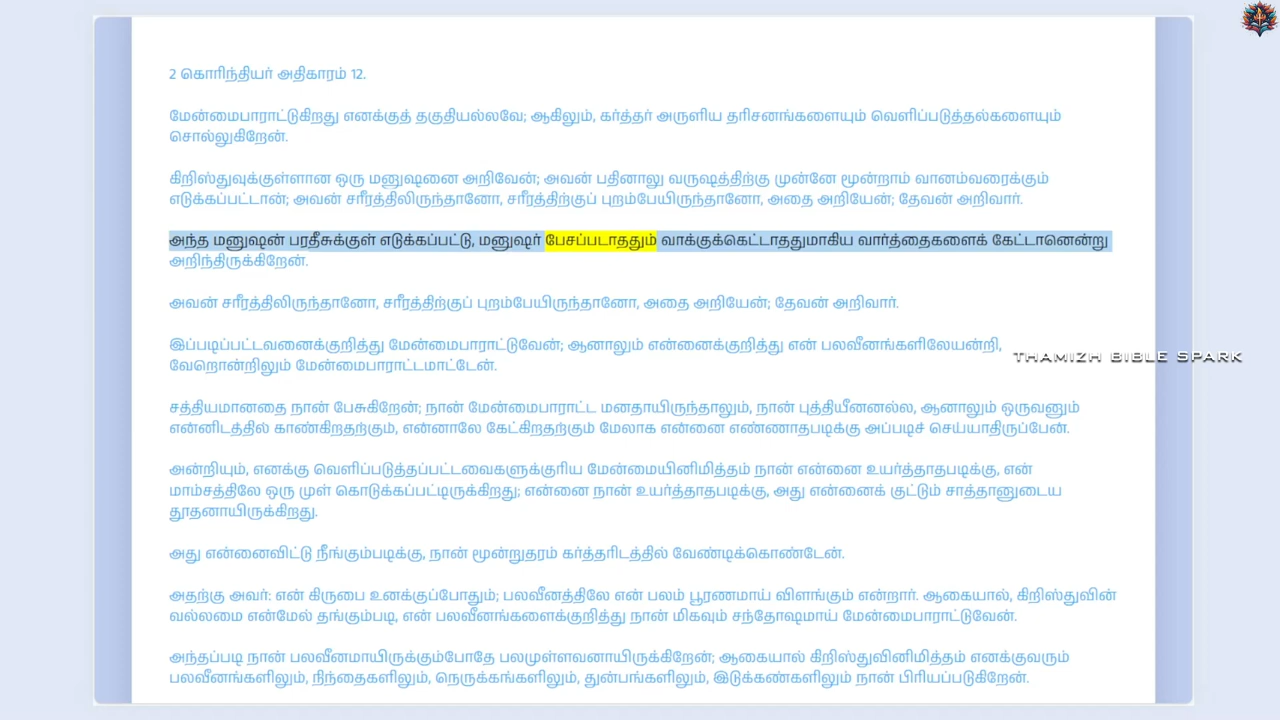 2 கொரிந்தியர் அதிகாரம் 12.
மேன்மைபாராட்டுகிறது எனக்குத் தகுதியல்லவே; ஆகிலும், கர்த்தர் அருளிய தரிசனங்களையும் வெளிப்படுத்தல்களையும்
சொல்லுகிறேன்.
கிறிஸ்துவுக்குள்ளான ஒரு மனுஷனை அறிவேன்; அவன் பதினாலு வருஷத்திற்கு முன்னே மூன்றாம் வானம்வரைக்கும்
எடுக்கப்பட்டான்; அவன் சரீரத்திலிருந்தானோ, சரீரத்திற்குப் புறம்பேயிருந்தானோ, அதை அறியேன்; தேவன் அறிவார்.
அந்த மனுஷன் பரதீசுக்குள் எடுக்கப்பட்டு, மனுஷர் பேசப்படாததும் வாக்குக்கெட்டாததுமாகிய வார்த்தைகளைக் கேட்டானென்று
அறிந்திருக்கிறேன்.
அவன் சரீரத்திலிருந்தானோ, சரீரத்திற்குப் புறம்பேயிருந்தானோ, அதை அறியேன்; தேவன் அறிவார்.
இப்படிப்பட்டவனைக்குறித்து மேன்மைபாராட்டுவேன்; ஆனாலும் என்னைக்குறித்து என் பலவீனங்களிலேயன்றி,
வேறொன்றிலும் மேன்மைபாராட்டமாட்டேன்.
THAMIZH BIBLE SPARK
சத்தியமானதை நான் பேசுகிறேன்; நான் மேன்மைபாராட்ட மனதாயிருந்தாலும், நான் புத்தியீனனல்ல, ஆனாலும் ஒருவனும்
என்னிடத்தில் காண்கிறதற்கும், என்னாலே கேட்கிறதற்கும் மேலாக என்னை எண்ணாதபடிக்கு அப்படிச் செய்யாதிருப்பேன்.
அன்றியும், எனக்கு வெளிப்படுத்தப்பட்டவைகளுக்குரிய மேன்மையினிமித்தம் நான் என்னை உயர்த்தாதபடிக்கு, என்
மாம்சத்திலே ஒரு முள் கொடுக்கப்பட்டிருக்கிறது; என்னை நான் உயர்த்தாதபடிக்கு, அது என்னைக் குட்டும் சாத்தானுடைய
தூதனாயிருக்கிறது.
அது என்னைவிட்டு நீங்கும்படிக்கு, நான் மூன்றுதரம் கர்த்தரிடத்தில் வேண்டிக்கொண்டேன்.
அதற்கு அவர்: என் கிருபை உனக்குப்போதும்; பலவீனத்திலே என் பலம் பூரணமாய் விளங்கும் என்றார். ஆகையால், கிறிஸ்துவின்
வல்லமை என்மேல் தங்கும்படி, என் பலவீனங்களைக்குறித்து நான் மிகவும் சந்தோஷமாய் மேன்மைபாராட்டுவேன்.
அந்தப்படி நான் பலவீனமாயிருக்கும்போதே பலமுள்ளவனாயிருக்கிறேன்; ஆகையால் கிறிஸ்துவினிமித்தம் எனக்குவரும்
பலவீனங்களிலும், நிந்தைகளிலும், நெருக்கங்களிலும், துன்பங்களிலும், இடுக்கண்களிலும் நான் பிரியப்படுகிறேன்.